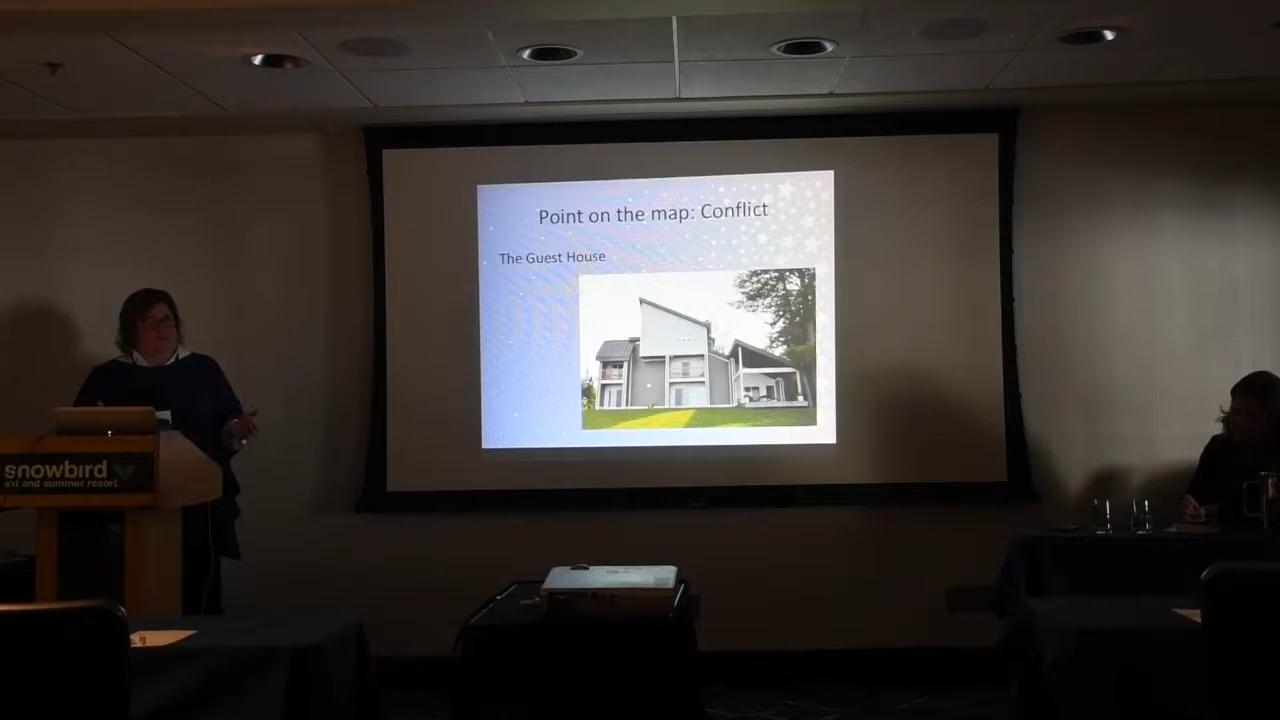 Point on the map: Conflict
The Guest House
snowbird
ski and summer resort